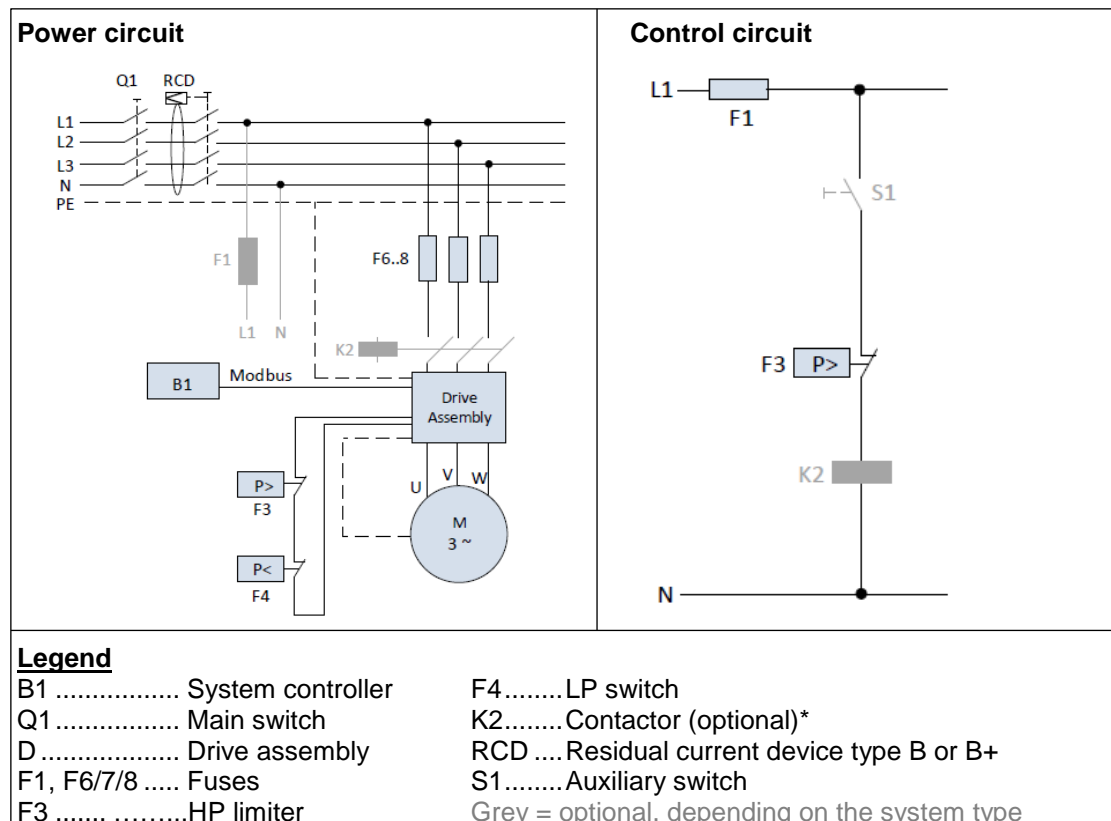 Power circuit
Q1 RCD
L1
L2
L3
N
PE
F1
F6..8
L1 N
K2
B1
Modbus
Drive
Assembly
P>
F3
U V W
M
3 ~
P<
F4
Control circuit
L1
F1
S1
F3 P>
K2
N
Legend
B1 ................. System controller
Q1 ................. Main switch
D ................... Drive assembly
F1, F6/7/8 ..... Fuses
F3 ....... ………...HP limiter
F4........ LP switch
K2........ Contactor (optional)*
RCD .... Residual current device type B or B+
S1........ Auxiliary switch
Grey = optional, depending on the system type